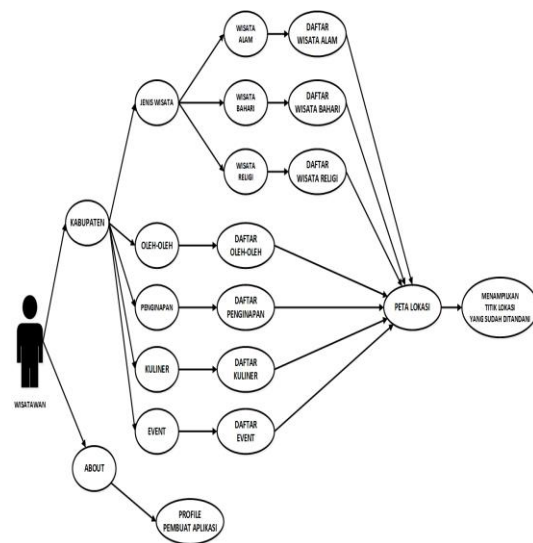 WISATA
ALAM
DAFTAR
WISATA ALAM
JENIS WISATA
WISATA
BAHARI
DAFTAR
WISATA BAHARI
WISATA
RELIGI
DAFTAR
WISATA RELIGI
KABUPATEN
OLEH-OLEH
DAFTAR
OLEH-OLEH
PENGINAPAN
DAFTAR
PENGINAPAN
PETA LOKASI
MENAMPILKAN
TITIK LOKASI
YANG SUDAH DITANDANI
KULINER
DAFTAR
KULINER
WISATAWAN
EVENT
DAFTAR
EVENT
ABOUT
PROFILE
PEMBUAT APLIKASI